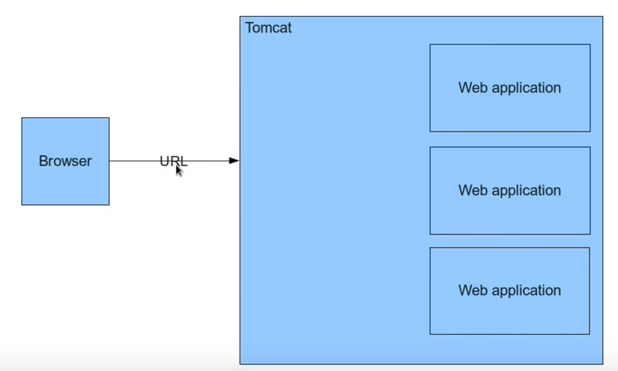 Tomcat
Web application
Browser
URL
Web application
Web application